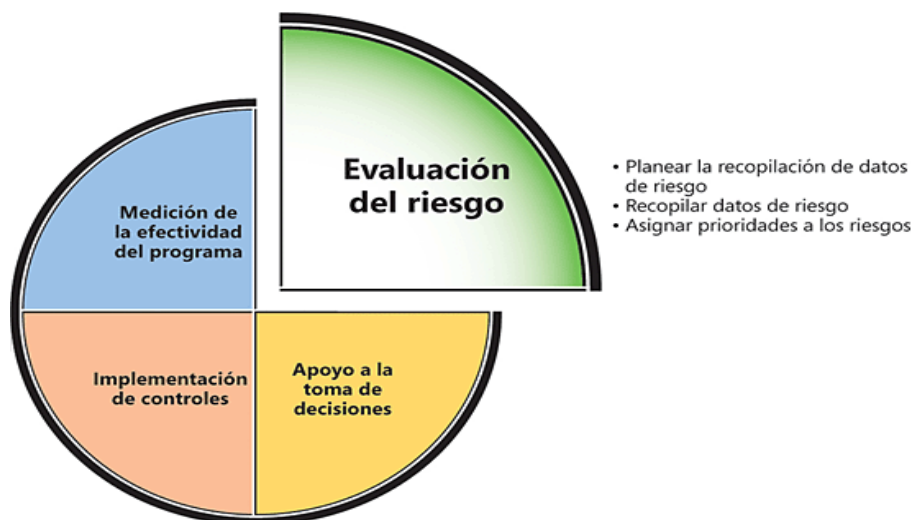 Evaluación
del riesgo
• Planear la recopilación de datos
de riesgo
• Recopilar datos de riesgo
• Asignar prioridades a los riesgos
Medición de
la efectividad
del programa
Implementación
de controles
Apoyo a la
toma de
decisiones